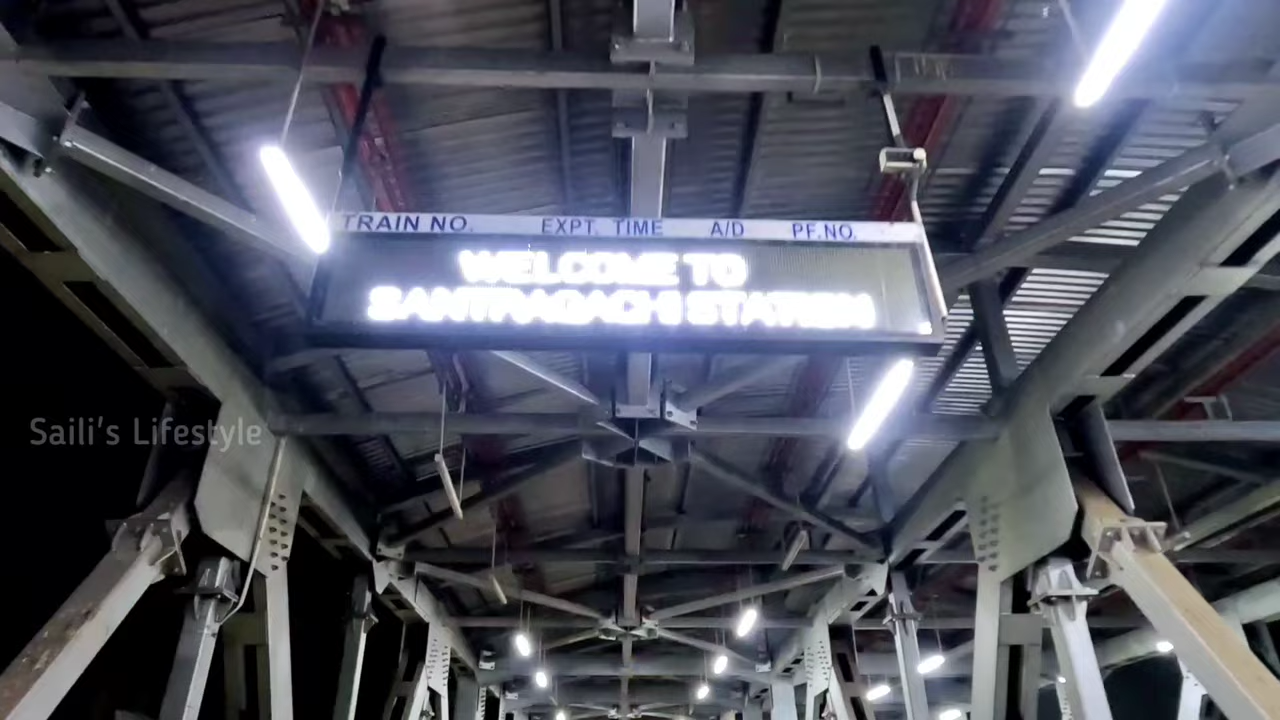 TRAIN NO. EXPT. TIME A/D PF.NO.
WELCOME TO
SANTRAGACHI STATION
Saili's Lifestyle